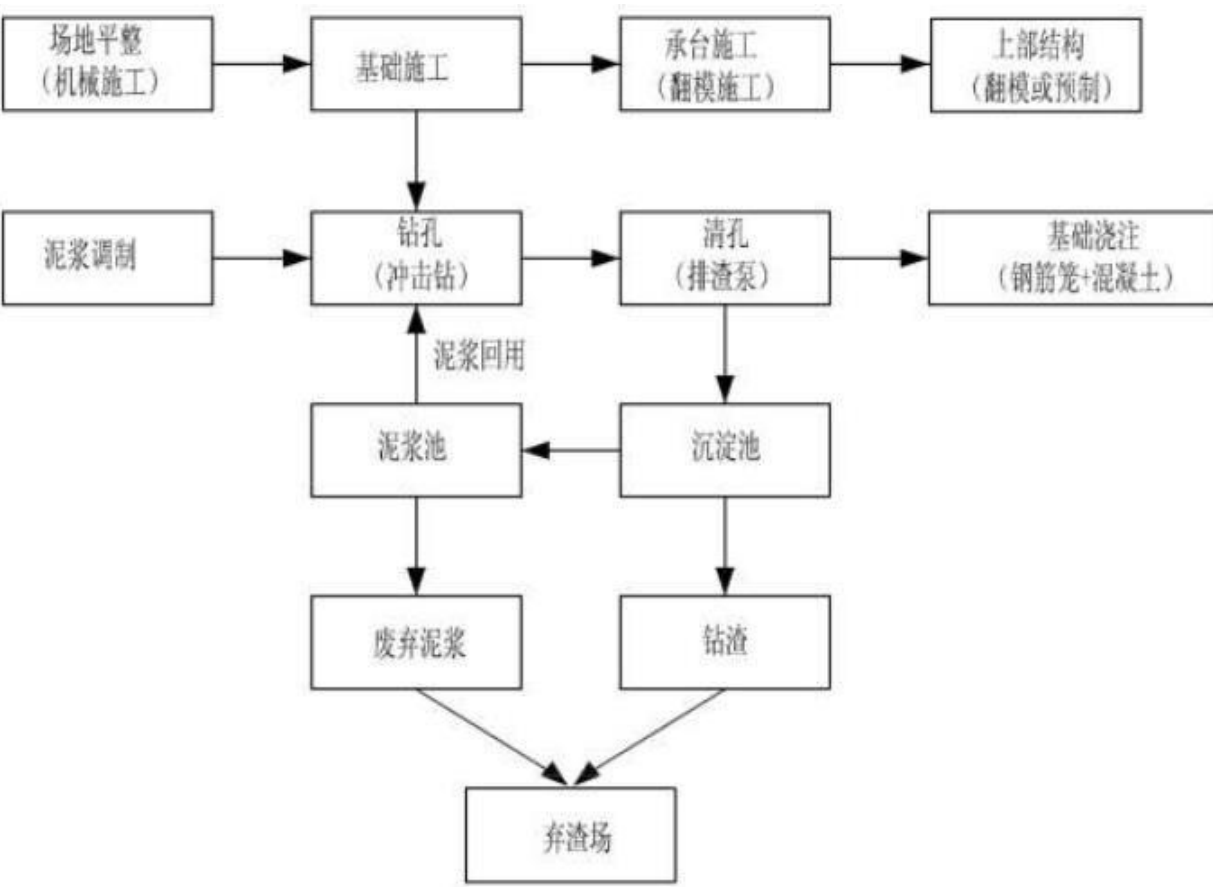 场地平整
（机械施工）
基础施工
承台施工
（翻模施工）
上部结构
（翻模或预制）
泥浆调制
钻孔
（冲击钻）
清孔
（排渣泵）
基础浇注
（钢筋笼+混凝土）
泥浆回用
泥浆池
沉淀池
废弃泥浆
钻渣
弃渣场